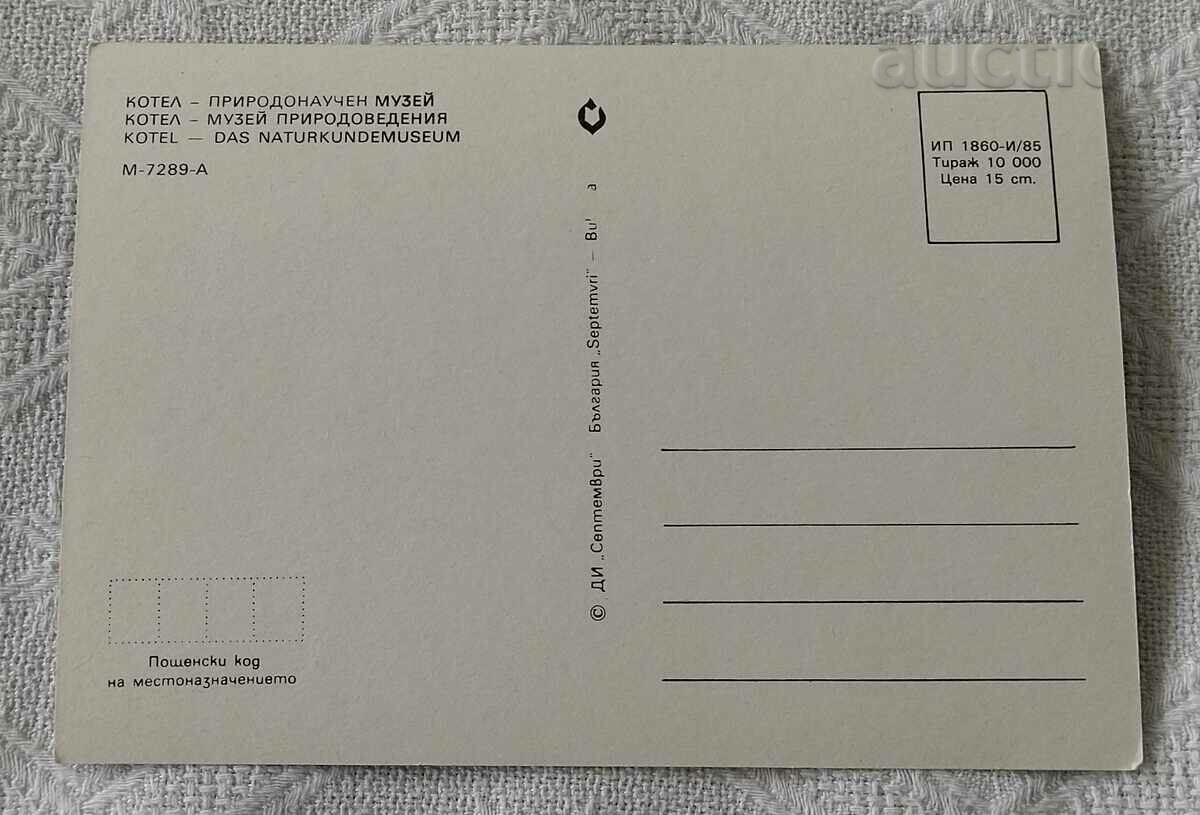 КОТЕЛ – ПРИРОДОНАУЧЕН МУЗЕЙ
КОТЕЛ – МУЗЕЙ ПРИРОДОВЕДЕНИЯ
KOTEL — DAS NATURKUNDEMUSEUM
М-7289-А
© ДИ „Септември" България „Septemvri" –
ИП 1860-И/85
Тираж 10 000
Цена 15 ст.
Пощенски код
на местоназначението